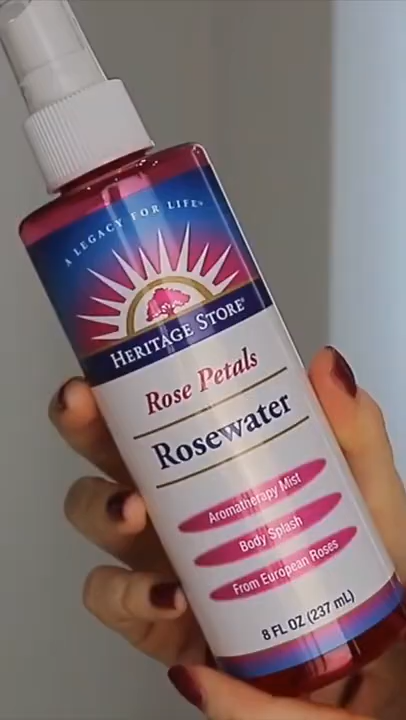 A LEGACY FOR LIFE™
HERITAGE STORE®
Rose Petals
Rosewater
Aromatherapy Mist
Body Splash
From European Roses
8 FL OZ (237 mL)